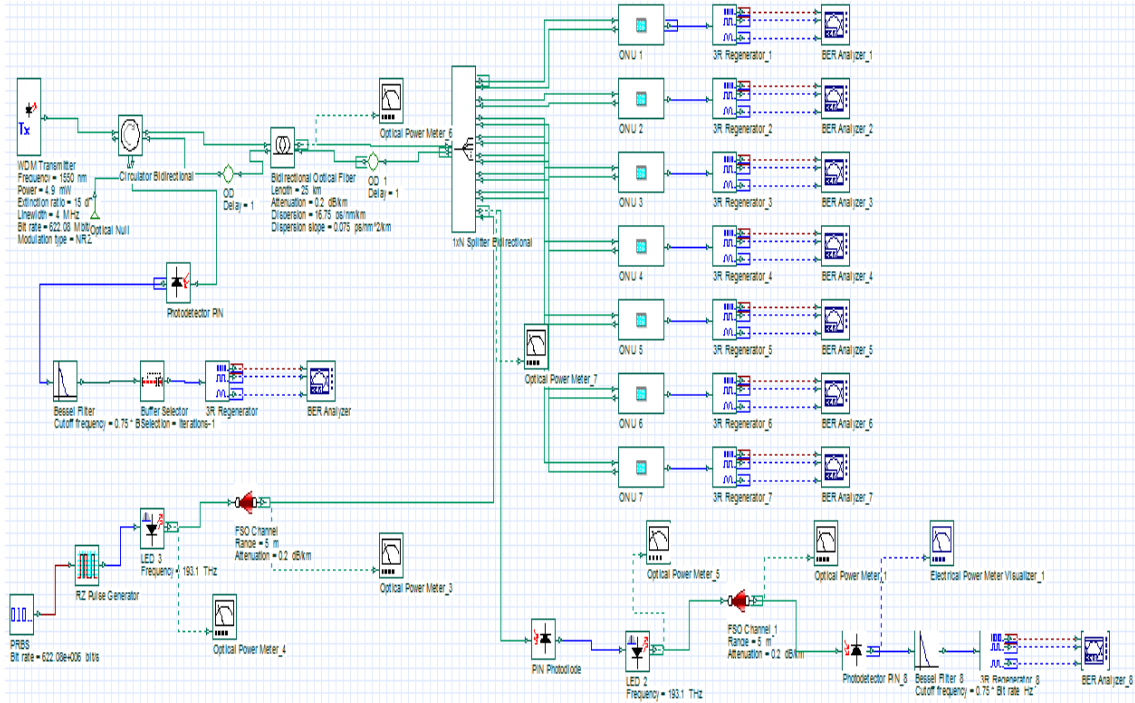 ONU 1
3R Regenerator_1
BER Analyzer_1
Tx
Optical Power Meter_6
ONU 2
3R Regenerator_2
BER Analyzer_2
WDM Transmitter
Frequency = 1550 nm
Power = 4.9 mW
Extinction ratio = 15 d
Linewidth = 4 MHz
Bit rate = 622.08 Mbit/
Modulation type = NRZ
Circulator Bidirectional
OD
Delay = 1
Optical Null
Bidirectional Optical Fiber
Length = 25 km
Attenuation = 0.2 dB/km
Dispersion = 16.75 ps/nm/km
Dispersion slope = 0.075 ps/nm^2/km
OD 1
Delay = 1
1xN Splitter Bidirectional
ONU 3
3R Regenerator_3
BER Analyzer_3
ONU 4
3R Regenerator_4
BER Analyzer_4
Photodetector PIN
ONU 5
3R Regenerator_5
BER Analyzer_5
Optical Power Meter_7
Bessel Filter
Cutoff frequency = 0.75 * B
Buffer Selector
Selection = Iterations-1
3R Regenerator
BER Analyzer
ONU 6
3R Regenerator_6
BER Analyzer_6
ONU 7
3R Regenerator_7
BER Analyzer_7
FSO Channel
Range = 5 m
Attenuation = 0.2 dB/km
LED 3
Frequency = 193.1 THz
Optical Power Meter_3
RZ Pulse Generator
010...
PRBS
Bit rate = 622.08e+006 bit/s
Optical Power Meter_4
Optical Power Meter_5
Optical Power Meter_1
Electrical Power Meter Visualizer_1
PIN Photodiode
LED 2
Frequency = 193.1 THz
FSO Channel_1
Range = 5 m
Attenuation = 0.2 dB/km
Photodetector PIN_8
Bessel Filter 8
Cutoff frequency = 0.75 * Bit rate Hz
3R Regenerator_8
BER Analyzer_8